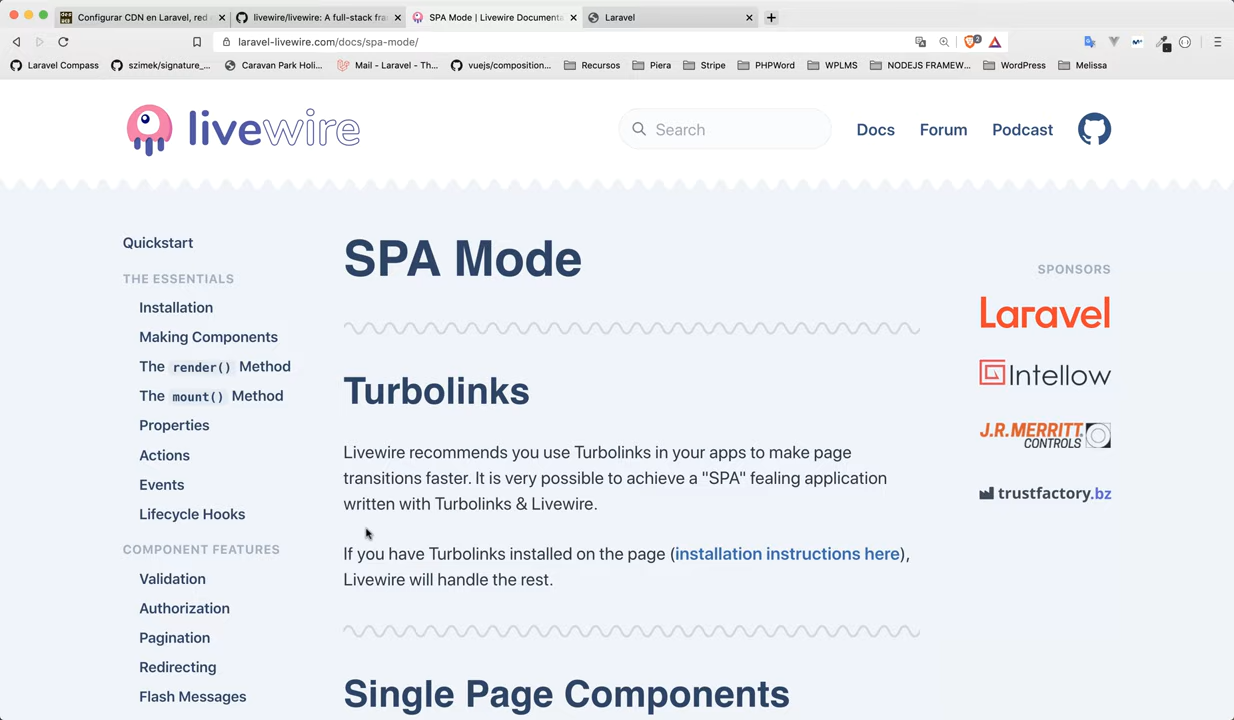 Configurar CDN en Laravel, red
livewire/livewire: A full-stack fra
SPA Mode | Livewire Documenta
Laravel
laravel-livewire.com/docs/spa-mode/
2
Laravel Compass
szimek/signature_...
Caravan Park Holi...
Mail - Laravel - Th...
vuejs/composition...
Recursos
Piera
Stripe
PHPWord
WPLMS
NODEJS FRAMEW...
WordPress
Melissa
livewire
Search
Docs
Forum
Podcast
Quickstart
THE ESSENTIALS
Installation
Making Components
The render() Method
The mount() Method
Properties
Actions
Events
Lifecycle Hooks
COMPONENT FEATURES
Validation
Authorization
Pagination
Redirecting
Flash Messages
SPA Mode
Turbolinks
Livewire recommends you use Turbolinks in your apps to make page
transitions faster. It is very possible to achieve a "SPA" fealing application
written with Turbolinks & Livewire.
If you have Turbolinks installed on the page (installation instructions here),
Livewire will handle the rest.
Single Page Components
SPONSORS
Laravel
Intellow
J.R.MERRITT
CONTROLS
trustfactory.bz